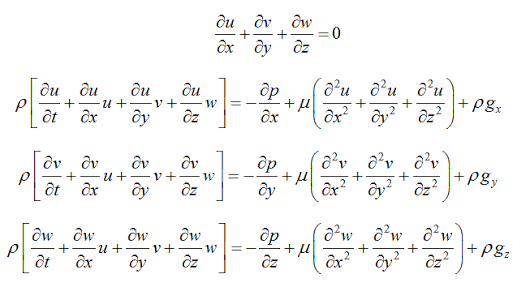 ∂u/∂x + ∂v/∂y + ∂w/∂z = 0
ρ[∂u/∂t + ∂u/∂x u + ∂u/∂y v + ∂u/∂z w] = −∂p/∂x + μ(∂²u/∂x² + ∂²u/∂y² + ∂²u/∂z²) + ρgₓ
ρ[∂v/∂t + ∂v/∂x u + ∂v/∂y v + ∂v/∂z w] = −∂p/∂y + μ(∂²v/∂x² + ∂²v/∂y² + ∂²v/∂z²) + ρg_y
ρ[∂w/∂t + ∂w/∂x u + ∂w/∂y v + ∂w/∂z w] = −∂p/∂z + μ(∂²w/∂x² + ∂²w/∂y² + ∂²w/∂z²) + ρg_z